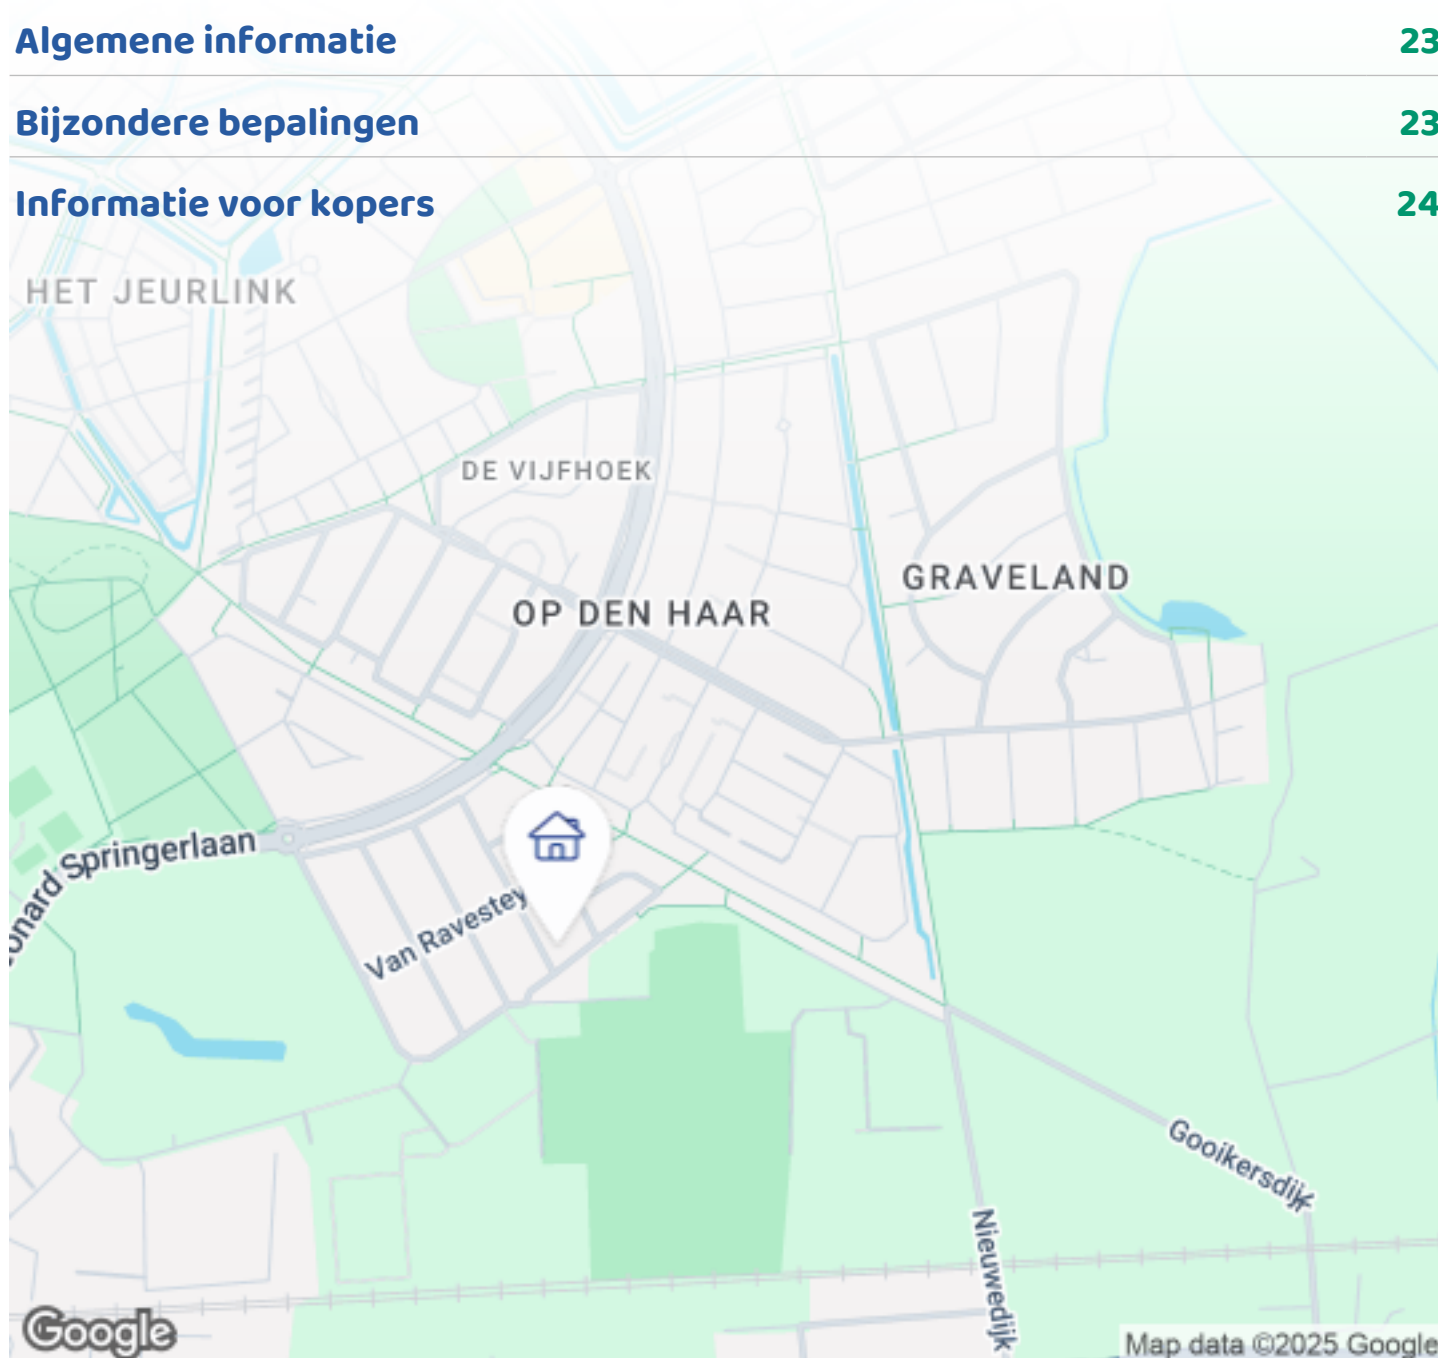 Algemene informatie 23
Bijzondere bepalingen 23
Informatie voor kopers 24
HET JEURLINK
DE VIJFHOEK
GRAVELAND
OP DEN HAAR
onard Springerlaan
Van Ravestey
Gooikersdijk
Nieuwedijk
Google
Map data ©2025 Google